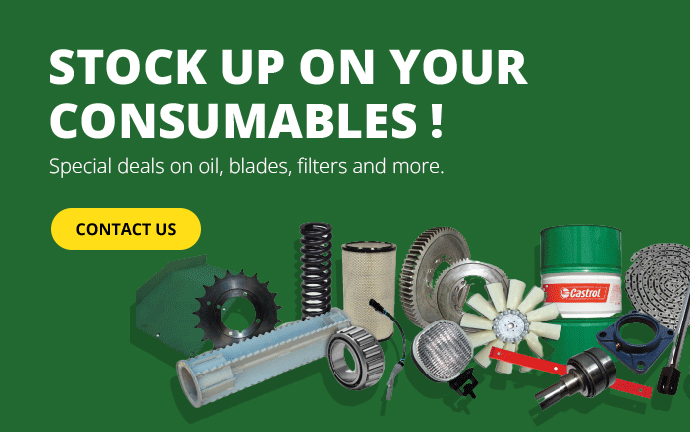 STOCK UP ON YOUR
CONSUMABLES !
Special deals on oil, blades, filters and more.
CONTACT US
Castrol